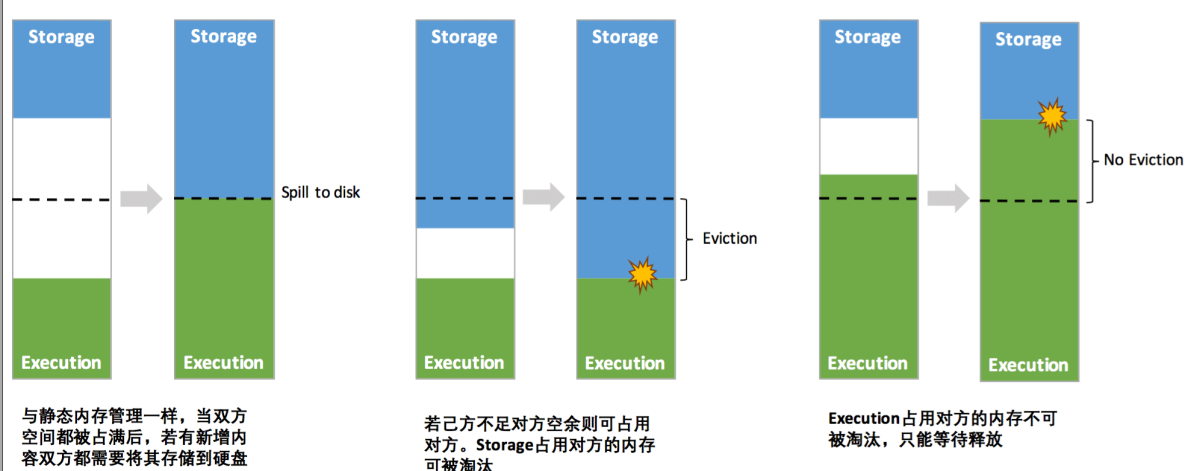 Storage
Storage
Spill to disk
Execution
Execution
与静态内存管理一样，当双方
空间都被占满后，若有新增内
容双方都需要将其存储到硬盘
Storage
Storage
Eviction
Execution
Execution
若己方不足对方空余则可占用
对方。Storage占用对方的内存
可被淘汰
Storage
Storage
No Eviction
Execution
Execution
Execution占用对方的内存不可
被淘汰，只能等待释放